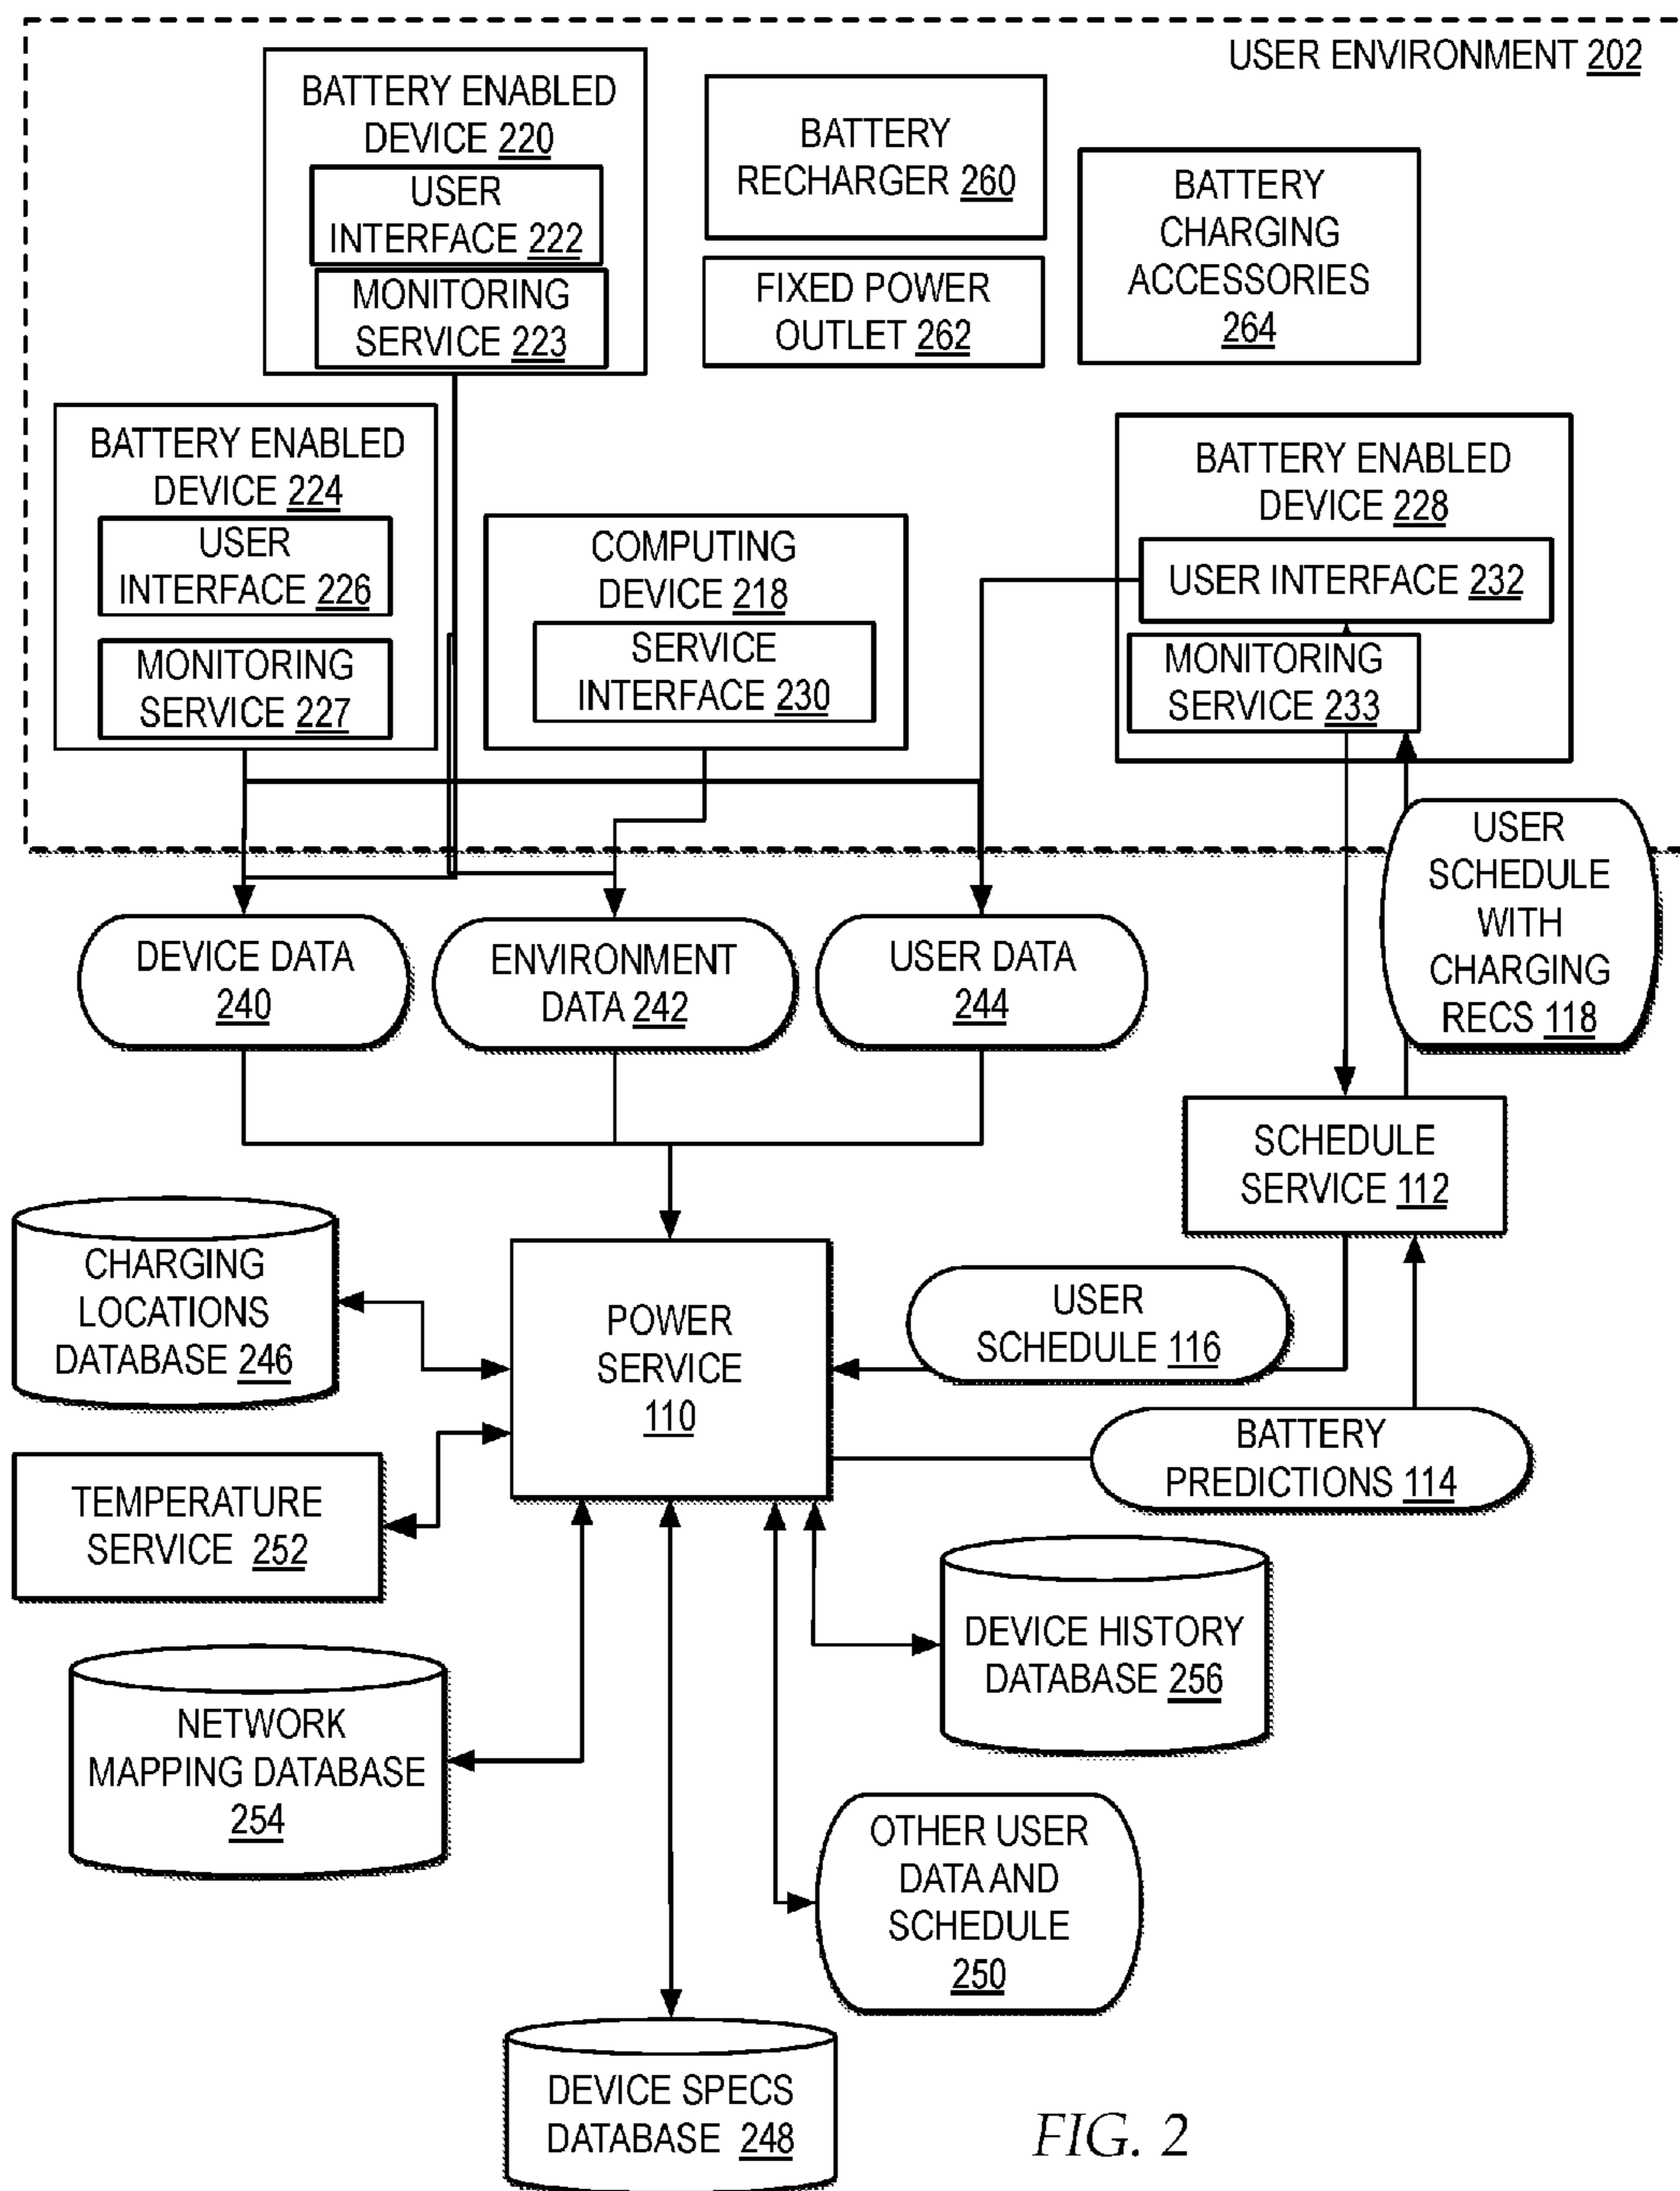 USER ENVIRONMENT 202
BATTERY ENABLED
DEVICE 220
USER
INTERFACE 222
MONITORING
SERVICE 223
BATTERY
RECHARGER 260
FIXED POWER
OUTLET 262
BATTERY
CHARGING
ACCESSORIES
264
BATTERY ENABLED
DEVICE 224
USER
INTERFACE 226
MONITORING
SERVICE 227
COMPUTING
DEVICE 218
SERVICE
INTERFACE 230
BATTERY ENABLED
DEVICE 228
USER INTERFACE 232
MONITORING
SERVICE 233
USER
SCHEDULE
WITH
CHARGING
RECS 118
DEVICE DATA
240
ENVIRONMENT
DATA 242
USER DATA
244
SCHEDULE
SERVICE 112
CHARGING
LOCATIONS
DATABASE 246
POWER
SERVICE
110
USER
SCHEDULE 116
BATTERY
PREDICTIONS 114
TEMPERATURE
SERVICE 252
DEVICE HISTORY
DATABASE 256
NETWORK
MAPPING DATABASE
254
OTHER USER
DATA AND
SCHEDULE
250
DEVICE SPECS
DATABASE 248
FIG. 2